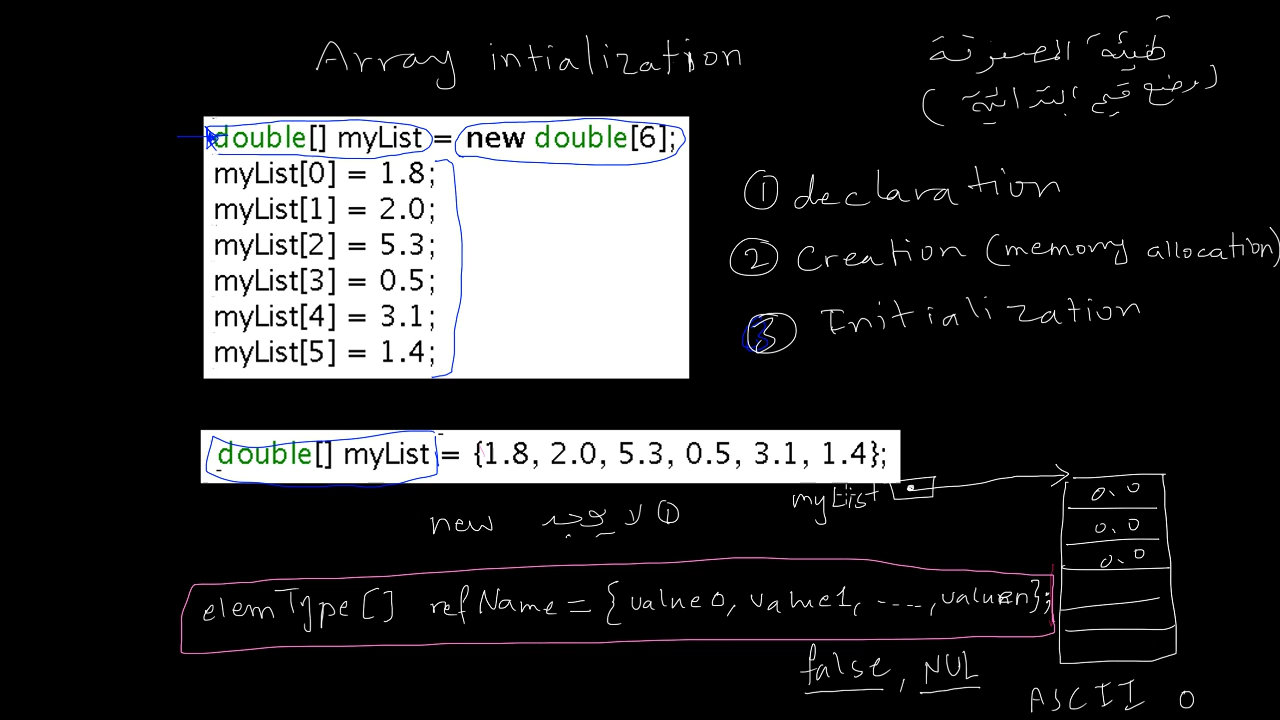 Array intialization
تهيئة المصفوفة
(وضع قيم ابتدائية)
double[] myList = new double[6];
myList[0] = 1.8;
myList[1] = 2.0;
myList[2] = 5.3;
myList[3] = 0.5;
myList[4] = 3.1;
myList[5] = 1.4;
① declaration
② Creation (memory allocation)
③ Initialization
double[] myList = {1.8, 2.0, 5.3, 0.5, 3.1, 1.4};
myList
0.0
0.0
0.0
① لا يوجد new
elemType[] refName = {value0, value1, ...., valuen};
false, NUL
ASCII 0